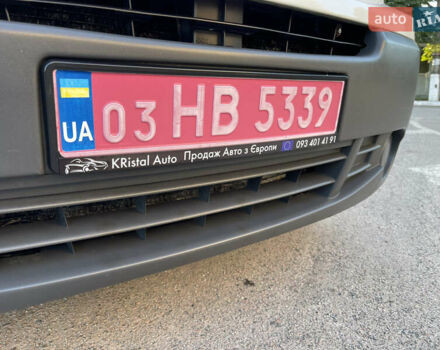 auto RIA
UA 03 НВ 5339
KRistal Auto Продаж Авто з Європи 093 401 41 91